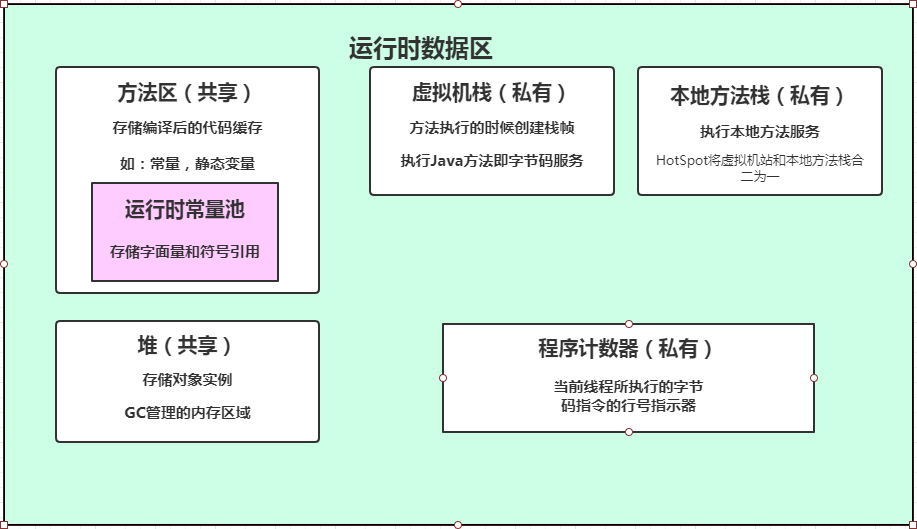 运行时数据区
方法区（共享）
存储编译后的代码缓存
如：常量，静态变量
运行时常量池
存储字面量和符号引用
虚拟机栈（私有）
方法执行的时候创建栈帧
执行Java方法即字节码服务
本地方法栈（私有）
执行本地方法服务
HotSpot将虚拟机站和本地方法栈合
二为一
堆（共享）
存储对象实例
GC管理的内存区域
程序计数器（私有）
当前线程所执行的字节
码指令的行号指示器